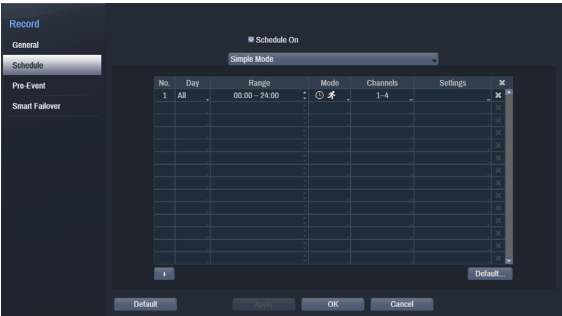 Record
General
Schedule
Pre-Event
Smart Failover
Schedule On
Simple Mode
No. Day Range Mode Channels Settings
1 All 00:00 ~ 24:00 1~4
+
Default...
Default Apply OK Cancel